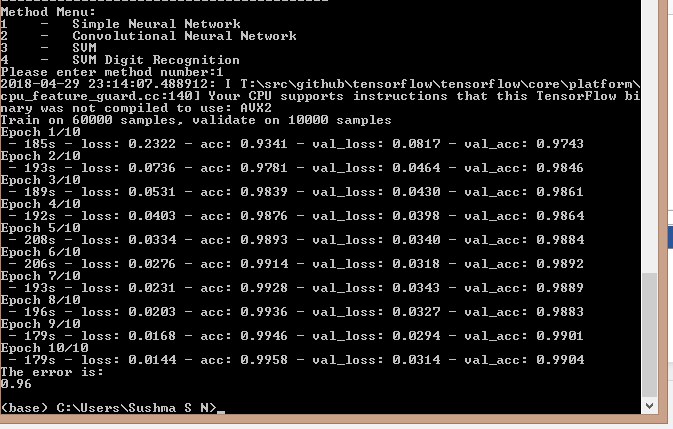 Method Menu:
1 - Simple Neural Network
2 - Convolutional Neural Network
3 - SVM
4 - SVM Digit Recognition
Please enter method number:1
2018-04-29 23:14:07.488912: I T:\src\github\tensorflow\tensorflow\core\platform\
cpu_feature_guard.cc:140] Your CPU supports instructions that this TensorFlow bi
nary was not compiled to use: AVX2
Train on 60000 samples, validate on 10000 samples
Epoch 1/10
- 185s - loss: 0.2322 - acc: 0.9341 - val_loss: 0.0817 - val_acc: 0.9743
Epoch 2/10
- 193s - loss: 0.0736 - acc: 0.9781 - val_loss: 0.0464 - val_acc: 0.9846
Epoch 3/10
- 189s - loss: 0.0531 - acc: 0.9839 - val_loss: 0.0430 - val_acc: 0.9861
Epoch 4/10
- 192s - loss: 0.0403 - acc: 0.9876 - val_loss: 0.0398 - val_acc: 0.9864
Epoch 5/10
- 208s - loss: 0.0334 - acc: 0.9893 - val_loss: 0.0340 - val_acc: 0.9884
Epoch 6/10
- 206s - loss: 0.0276 - acc: 0.9914 - val_loss: 0.0318 - val_acc: 0.9892
Epoch 7/10
- 193s - loss: 0.0231 - acc: 0.9928 - val_loss: 0.0343 - val_acc: 0.9889
Epoch 8/10
- 196s - loss: 0.0203 - acc: 0.9936 - val_loss: 0.0327 - val_acc: 0.9883
Epoch 9/10
- 179s - loss: 0.0168 - acc: 0.9946 - val_loss: 0.0294 - val_acc: 0.9901
Epoch 10/10
- 179s - loss: 0.0144 - acc: 0.9958 - val_loss: 0.0314 - val_acc: 0.9904
The error is:
0.96
(base) C:\Users\Sushma S N>_